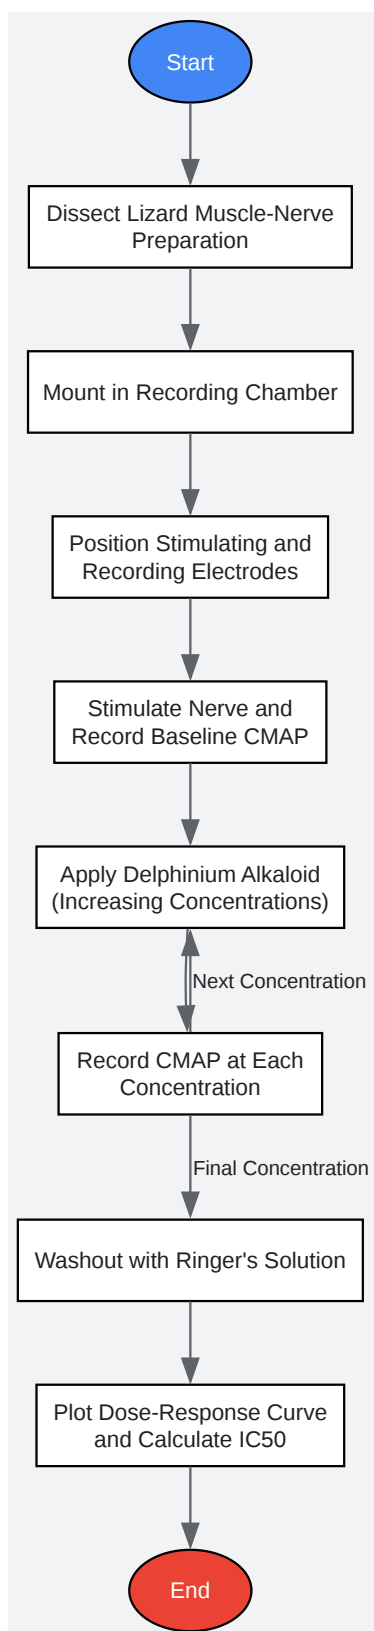 Start
Dissect Lizard Muscle-Nerve
Preparation
Mount in Recording Chamber
Position Stimulating and
Recording Electrodes
Stimulate Nerve and
Record Baseline CMAP
Apply Delphinium Alkaloid
(Increasing Concentrations)
Next Concentration
Record CMAP at Each
Concentration
Final Concentration
Washout with Ringer's Solution
Plot Dose-Response Curve
and Calculate IC50
End